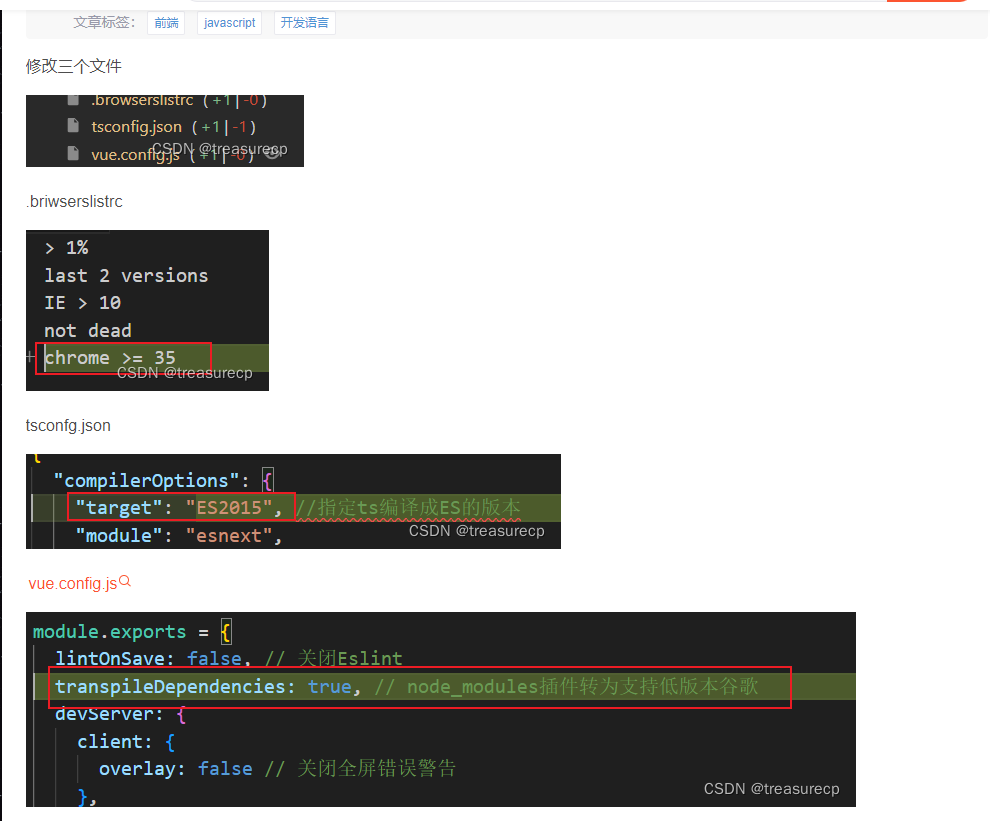 文章标签： 前端 javascript 开发语言
修改三个文件
.browserslistrc (+1|-0)
tsconfig.json (+1|-1)
CSDN @treasurecp
vue.config.js (+1|-0)
.briwserslistrc
> 1%
last 2 versions
IE > 10
not dead
+ chrome >= 35
CSDN @treasurecp
tsconfg.json
{
"compilerOptions": {
"target": "ES2015", //指定ts编译成ES的版本
CSDN @treasurecp
"module": "esnext",
vue.config.js
module.exports = {
lintOnSave: false, // 关闭Eslint
transpileDependencies: true, // node_modules插件转为支持低版本谷歌
devServer: {
client: {
overlay: false // 关闭全屏错误警告
CSDN @treasurecp
},